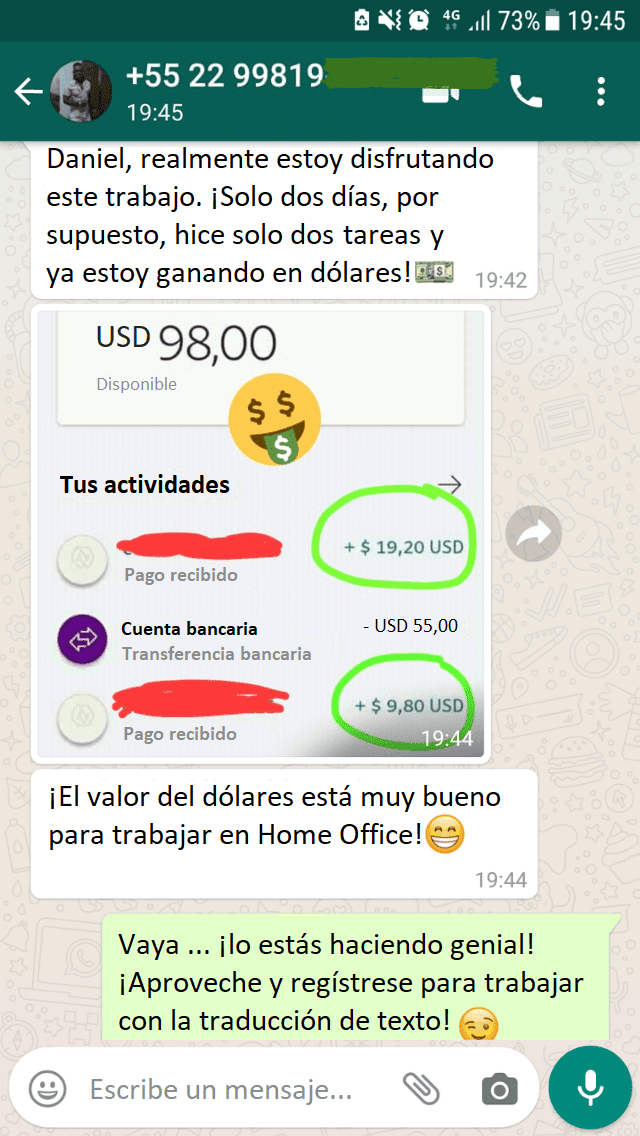 4G 73% 19:45
+55 22 99819
19:45
Daniel, realmente estoy disfrutando
este trabajo. ¡Solo dos días, por
supuesto, hice solo dos tareas y
ya estoy ganando en dólares!💵 19:42
USD 98,00
Disponible
Tus actividades
+ $ 19,20 USD
Pago recibido
Cuenta bancaria - USD 55,00
Transferencia bancaria
+ $ 9,80 USD
Pago recibido 19:44
¡El valor del dólares está muy bueno
para trabajar en Home Office!😁
19:44
Vaya ... ¡lo estás haciendo genial!
¡Aproveche y regístrese para trabajar
con la traducción de texto! 😉
Escribe un mensaje...